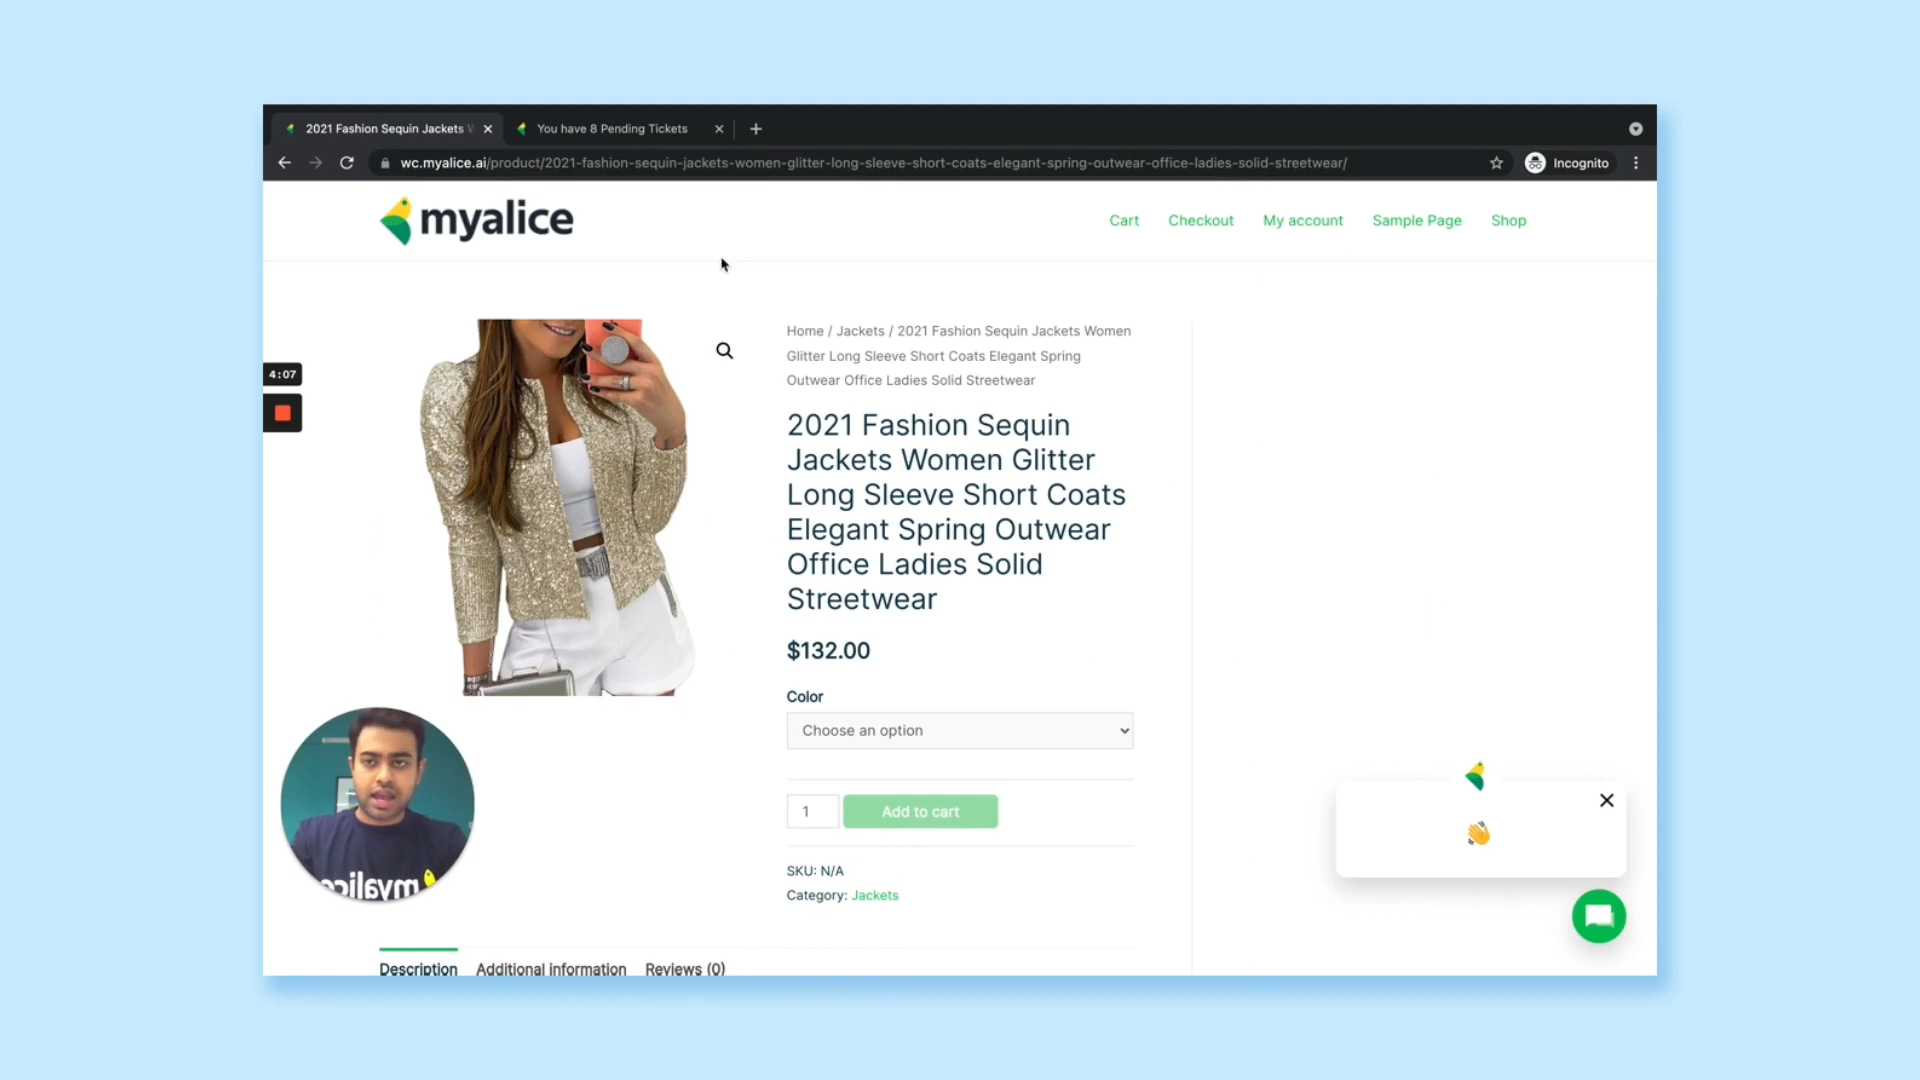 2021 Fashion Sequin Jackets W
You have 8 Pending Tickets
wc.myalice.ai/product/2021-fashion-sequin-jackets-women-glitter-long-sleeve-short-coats-elegant-spring-outwear-office-ladies-solid-streetwear/
Incognito
myalice
Cart
Checkout
My account
Sample Page
Shop
4:07
Home / Jackets / 2021 Fashion Sequin Jackets Women
Glitter Long Sleeve Short Coats Elegant Spring
Outwear Office Ladies Solid Streetwear
2021 Fashion Sequin
Jackets Women Glitter
Long Sleeve Short Coats
Elegant Spring Outwear
Office Ladies Solid
Streetwear
$132.00
Color
Choose an option
1
Add to cart
SKU: N/A
Category: Jackets
myalice
Description
Additional information
Reviews (0)